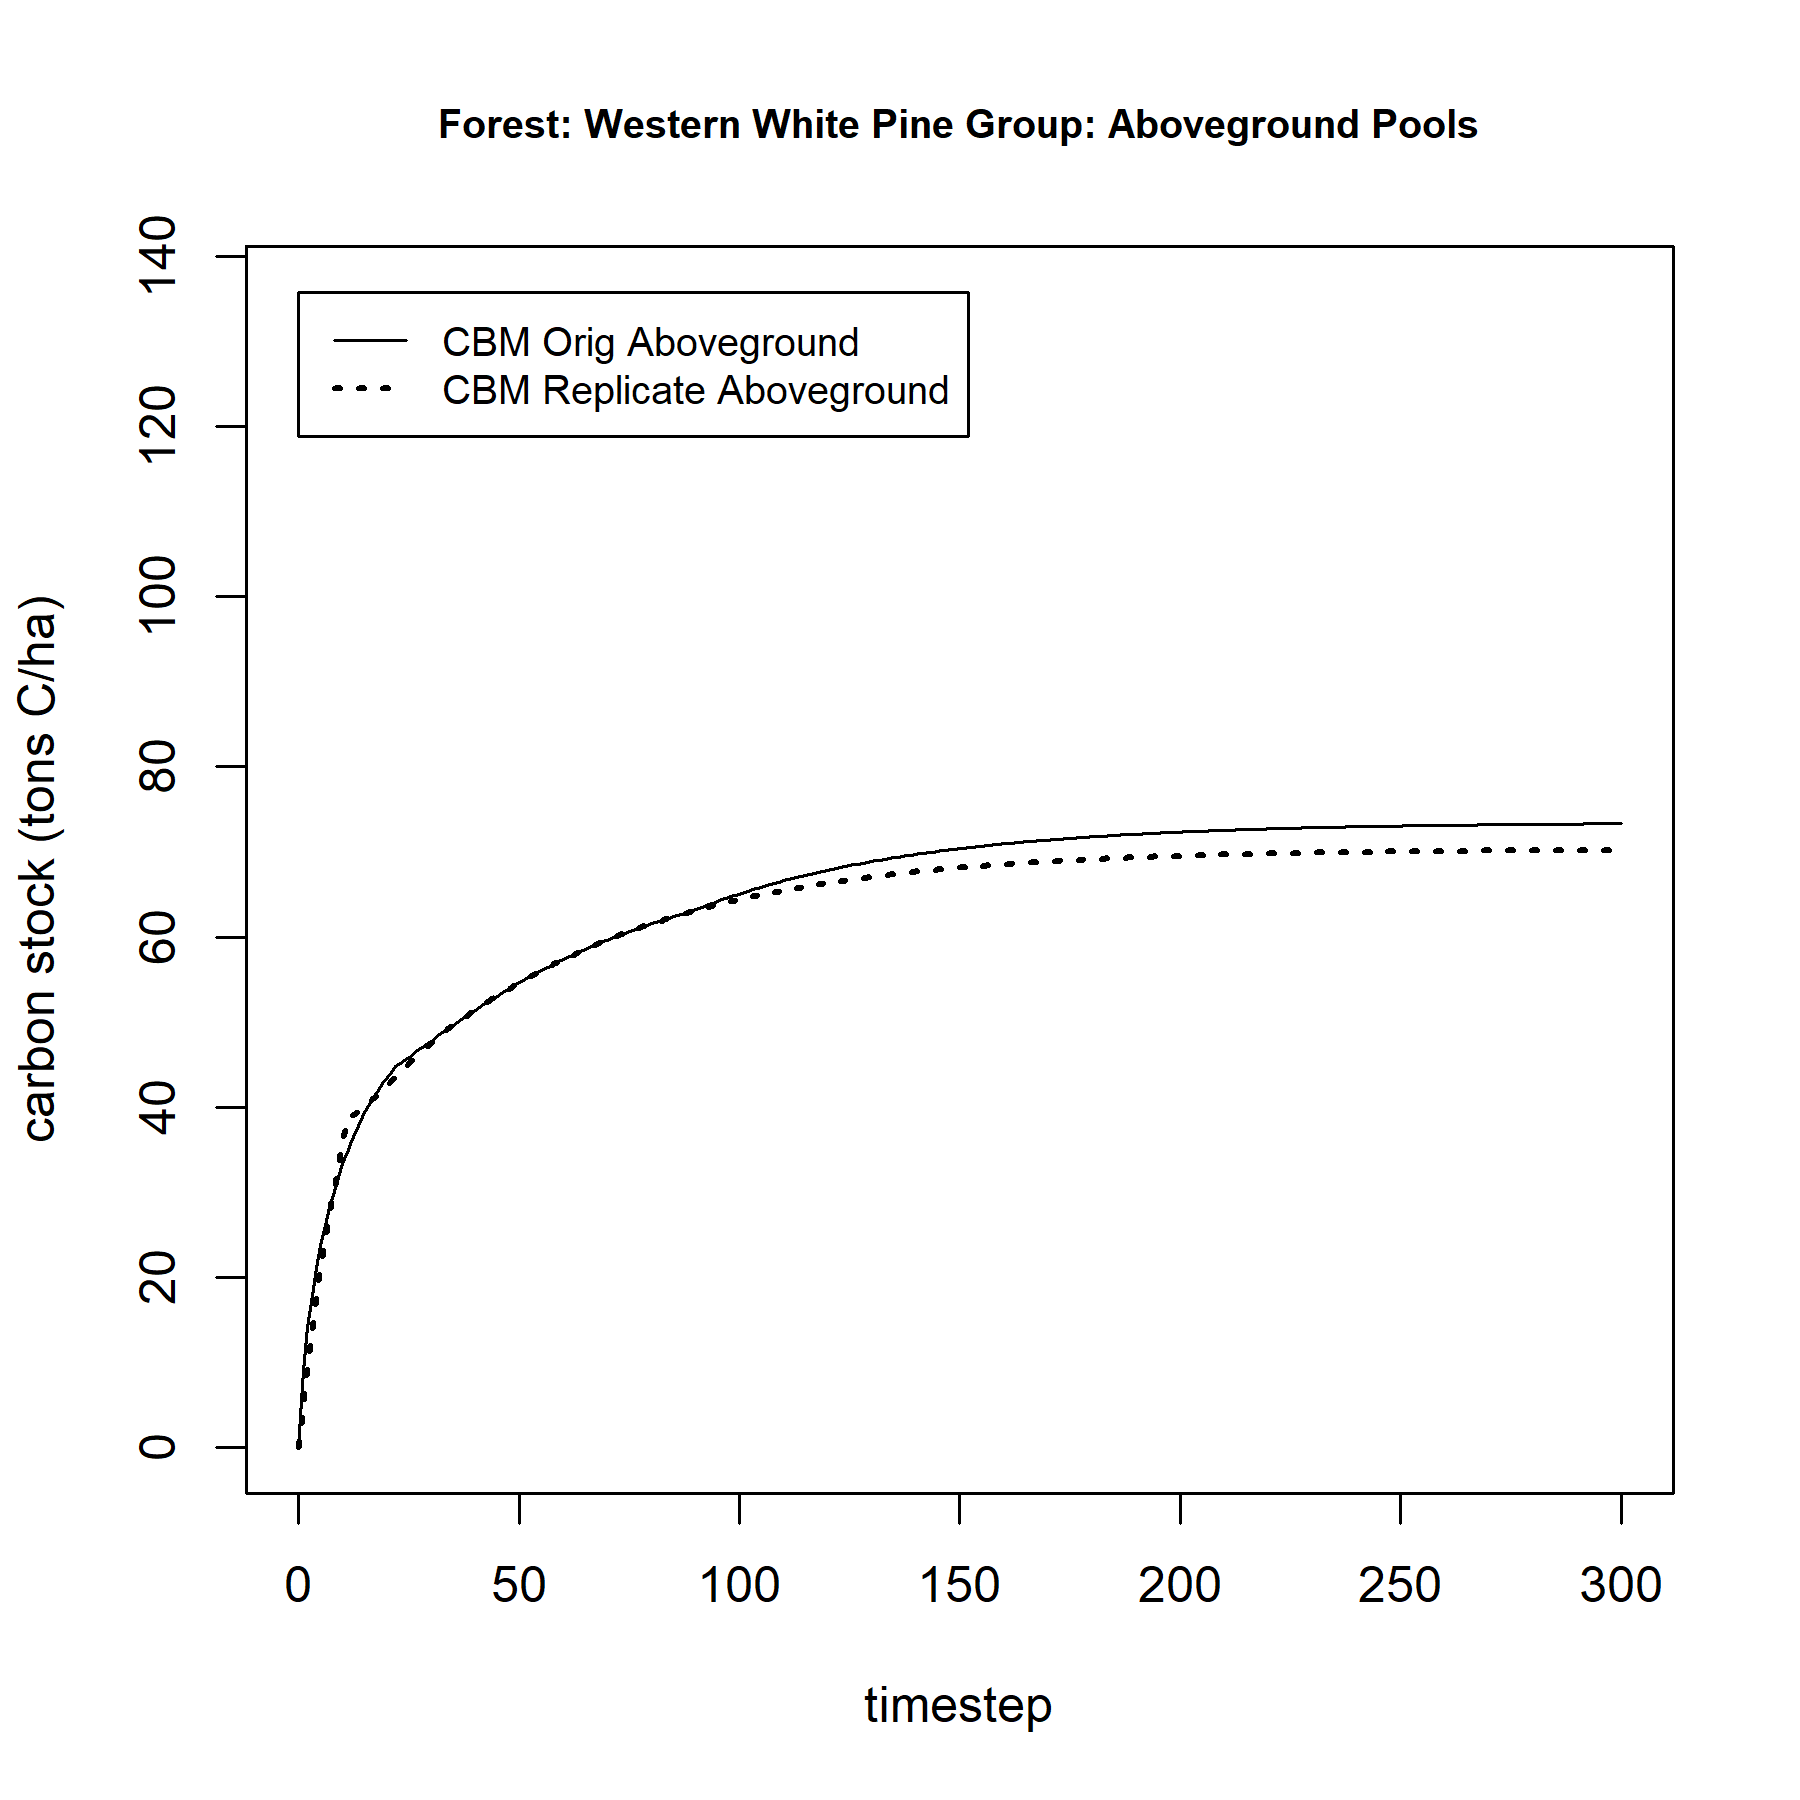 Forest: Western White Pine Group: Aboveground Pools
CBM Orig Aboveground
CBM Replicate Aboveground
carbon stock (tons C/ha)
140
120
100
80
60
40
20
0
0 50 100 150 200 250 300
timestep